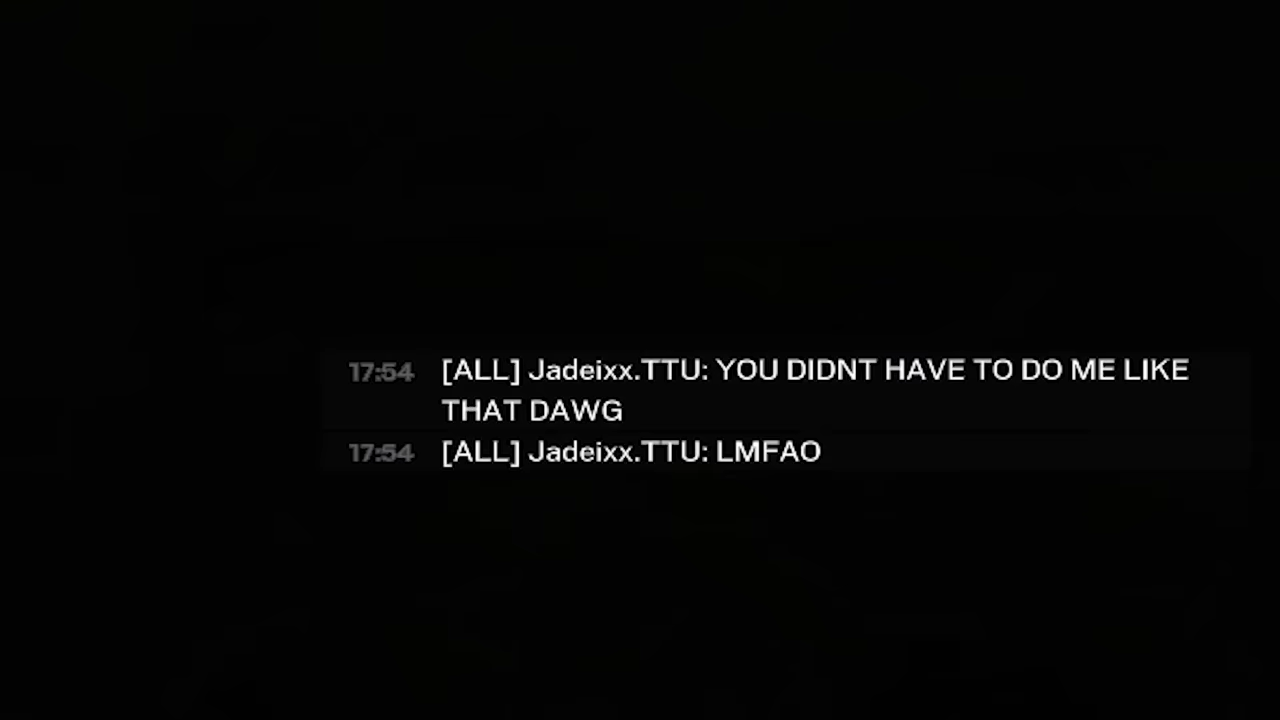 17:54 [ALL] Jadeixx.TTU: YOU DIDNT HAVE TO DO ME LIKE
THAT DAWG
17:54 [ALL] Jadeixx.TTU: LMFAO